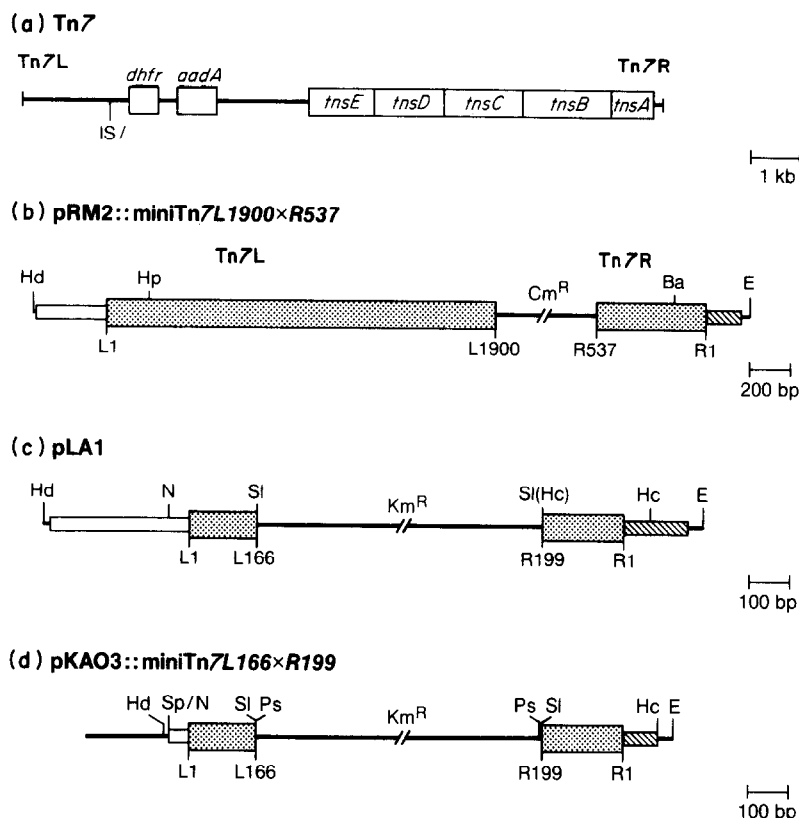 (a) Tn7
Tn7L dhfr aadA Tn7R
tnsE tnsD tnsC tnsB tnsA
IS/
1 kb
(b) pRM2::miniTn7L1900×R537
Tn7L Tn7R
Hd Hp CmR Ba E
L1 L1900 R537 R1
200 bp
(c) pLA1
Hd N Sl KmR Sl(Hc) Hc E
L1 L166 R199 R1
100 bp
(d) pKAO3::miniTn7L166×R199
Hd Sp/N Sl Ps KmR Ps Sl Hc E
L1 L166 R199 R1
100 bp